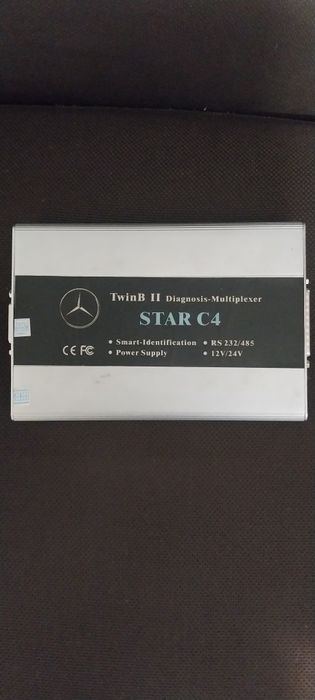 TwinB II Diagnosis-Multiplexer
STAR C4
• Smart-Identification • RS 232/485
CE FC • Power Supply • 12V/24V